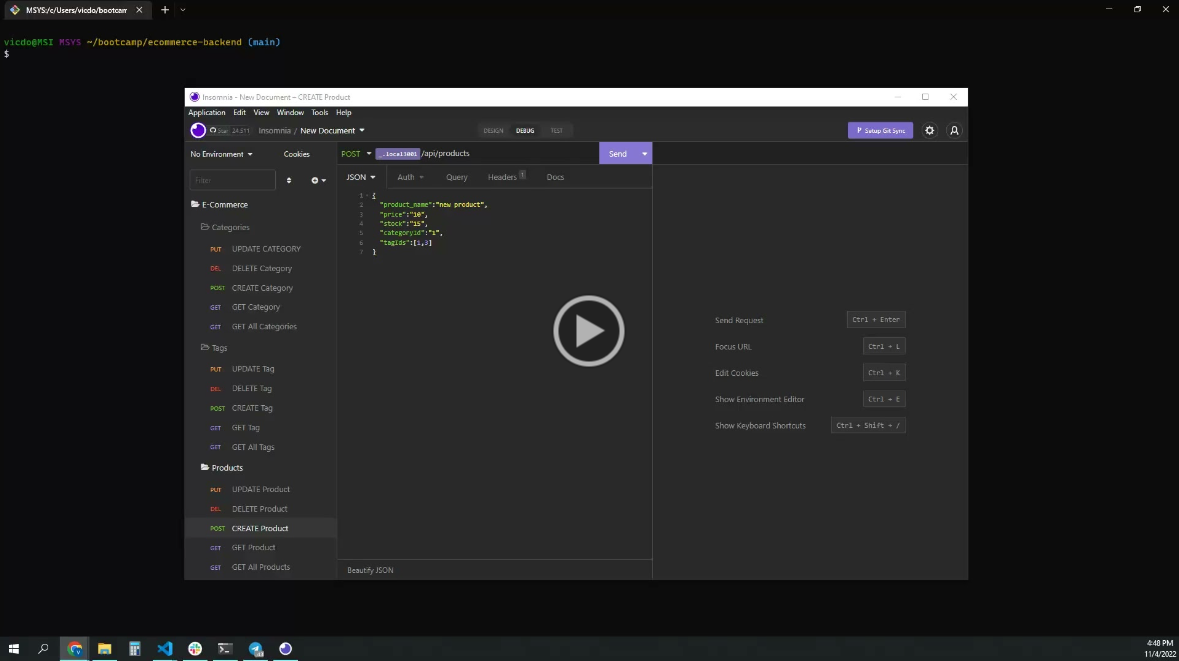 MSYS:/c/Users/vicdo/bootcam
vicdo@MSI MSYS ~/bootcamp/ecommerce-backend (main)
$
Insomnia - New Document – CREATE Product
Application Edit View Window Tools Help
Star 24,511 Insomnia / New Document DESIGN DEBUG TEST Setup Git Sync
No Environment Cookies POST _.local3001 /api/products Send
Filter JSON Auth Query Headers 1 Docs
1 {
2 "product_name":"new product",
3 "price":"10",
4 "stock":"15",
5 "categoryid":"1",
6 "tagIds":[1,3]
7 }
E-Commerce
Categories
PUT UPDATE CATEGORY
DEL DELETE Category
POST CREATE Category
GET GET Category
GET GET All Categories
Tags
PUT UPDATE Tag
DEL DELETE Tag
POST CREATE Tag
GET GET Tag
GET GET All Tags
Products
PUT UPDATE Product
DEL DELETE Product
POST CREATE Product
GET GET Product
GET GET All Products
Send Request Ctrl + Enter
Focus URL Ctrl + L
Edit Cookies Ctrl + K
Show Environment Editor Ctrl + E
Show Keyboard Shortcuts Ctrl + Shift + /
Beautify JSON
4:48 PM
11/4/2022